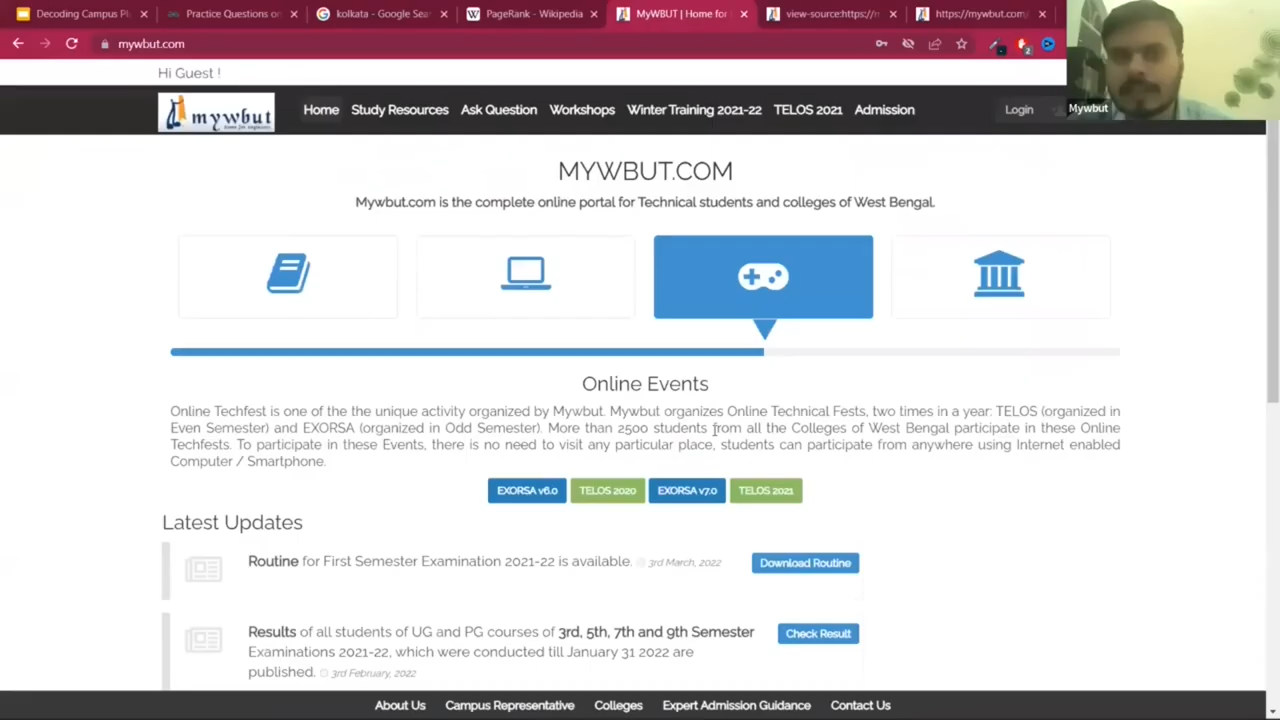 Decoding Campus Pl
Practice Questions on
kolkata - Google Sea
PageRank - Wikipedia
MyWBUT | Home for
view-source:https://m
https://mywbut.com/
mywbut.com
Hi Guest !
mywbut
Home
Study Resources
Ask Question
Workshops
Winter Training 2021-22
TELOS 2021
Admission
Login
Mywbut
MYWBUT.COM
Mywbut.com is the complete online portal for Technical students and colleges of West Bengal.
Online Events
Online Techfest is one of the the unique activity organized by Mywbut. Mywbut organizes Online Technical Fests, two times in a year: TELOS (organized in
Even Semester) and EXORSA (organized in Odd Semester). More than 2500 students from all the Colleges of West Bengal participate in these Online
Techfests. To participate in these Events, there is no need to visit any particular place, students can participate from anywhere using Internet enabled
Computer / Smartphone.
EXORSA v6.0
TELOS 2020
EXORSA v7.0
TELOS 2021
Latest Updates
Routine for First Semester Examination 2021-22 is available. 3rd March, 2022
Download Routine
Results of all students of UG and PG courses of 3rd, 5th, 7th and 9th Semester
Examinations 2021-22, which were conducted till January 31 2022 are
published. 3rd February, 2022
Check Result
About Us
Campus Representative
Colleges
Expert Admission Guidance
Contact Us